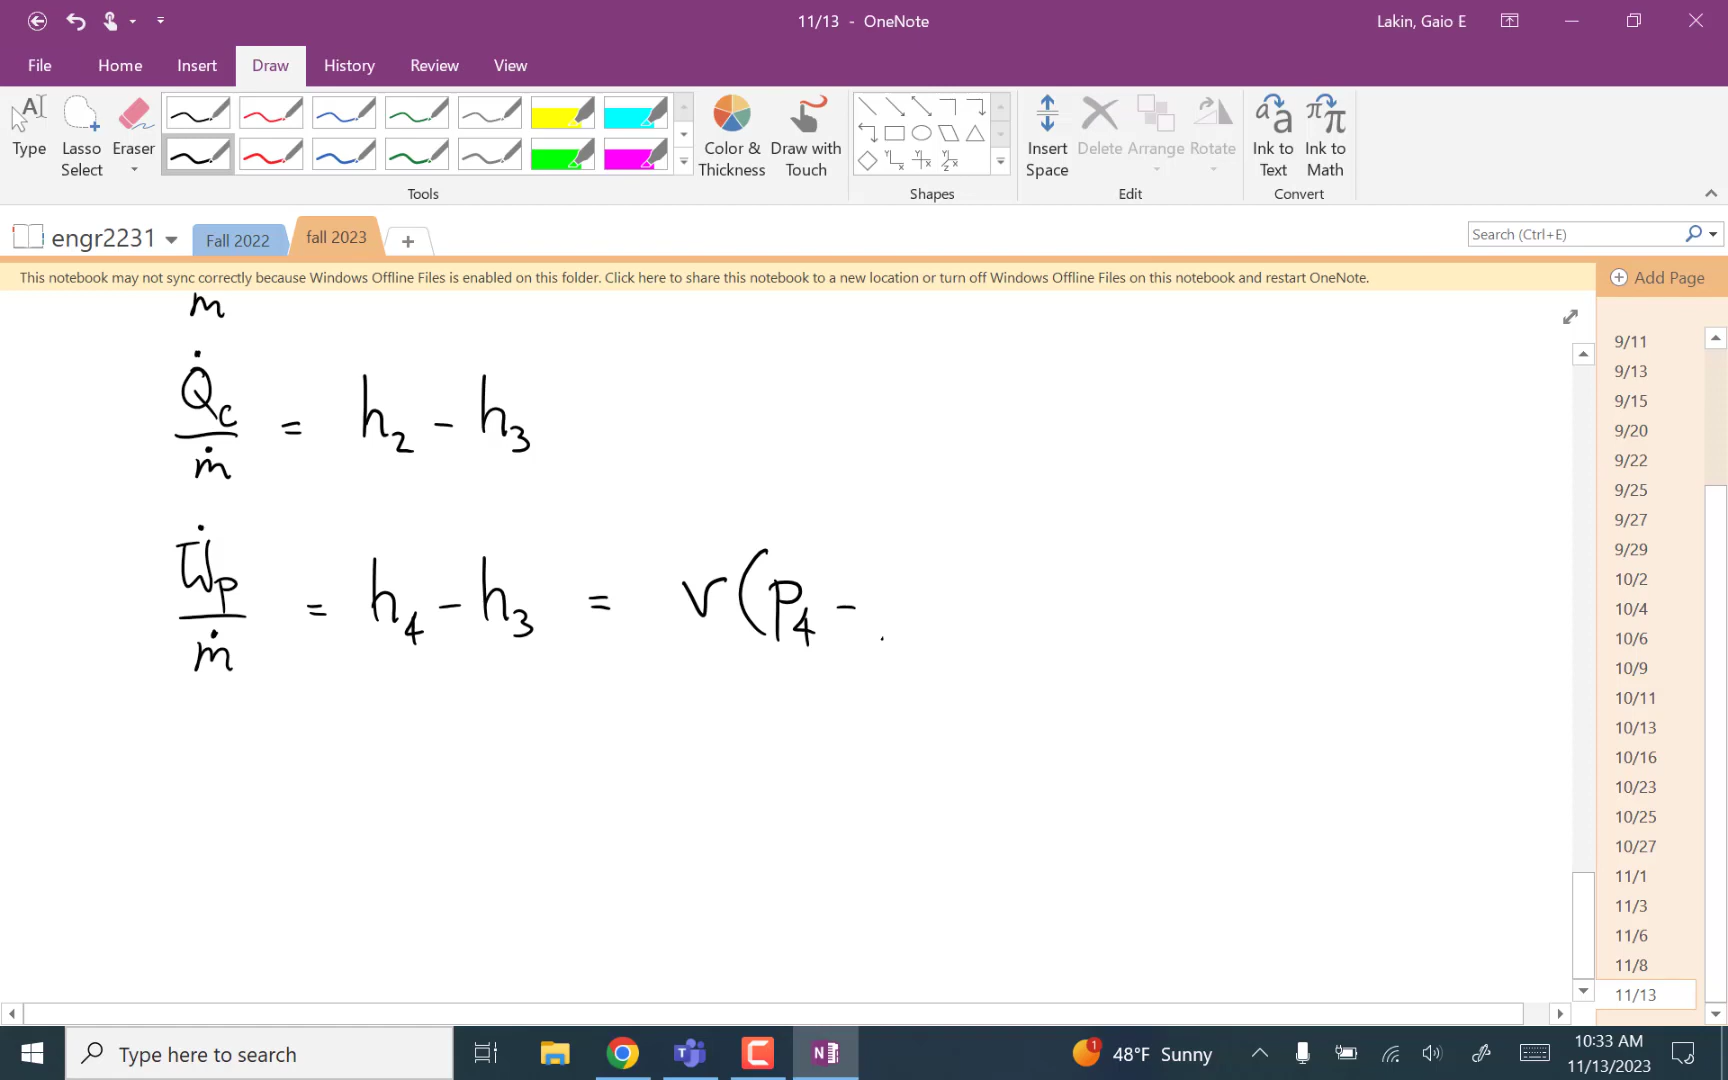 11/13 - OneNote
Lakin, Gaio E
File Home Insert Draw History Review View
Type
Lasso Select
Eraser
Color & Thickness
Draw with Touch
Insert Space
Delete Arrange Rotate
Ink to Text
Ink to Math
Tools Shapes Edit Convert
engr2231 Fall 2022 fall 2023
Search (Ctrl+E)
This notebook may not sync correctly because Windows Offline Files is enabled on this folder. Click here to share this notebook to a new location or turn off Windows Offline Files on this notebook and restart OneNote.
Add Page
ṁ
Q̇c/ṁ = h₂ - h₃
Ẇp/ṁ = h₄ - h₃ = v(p₄ -
9/11
9/13
9/15
9/20
9/22
9/25
9/27
9/29
10/2
10/4
10/6
10/9
10/11
10/13
10/16
10/23
10/25
10/27
11/1
11/3
11/6
11/8
11/13
Type here to search
1 48°F Sunny
10:33 AM
11/13/2023